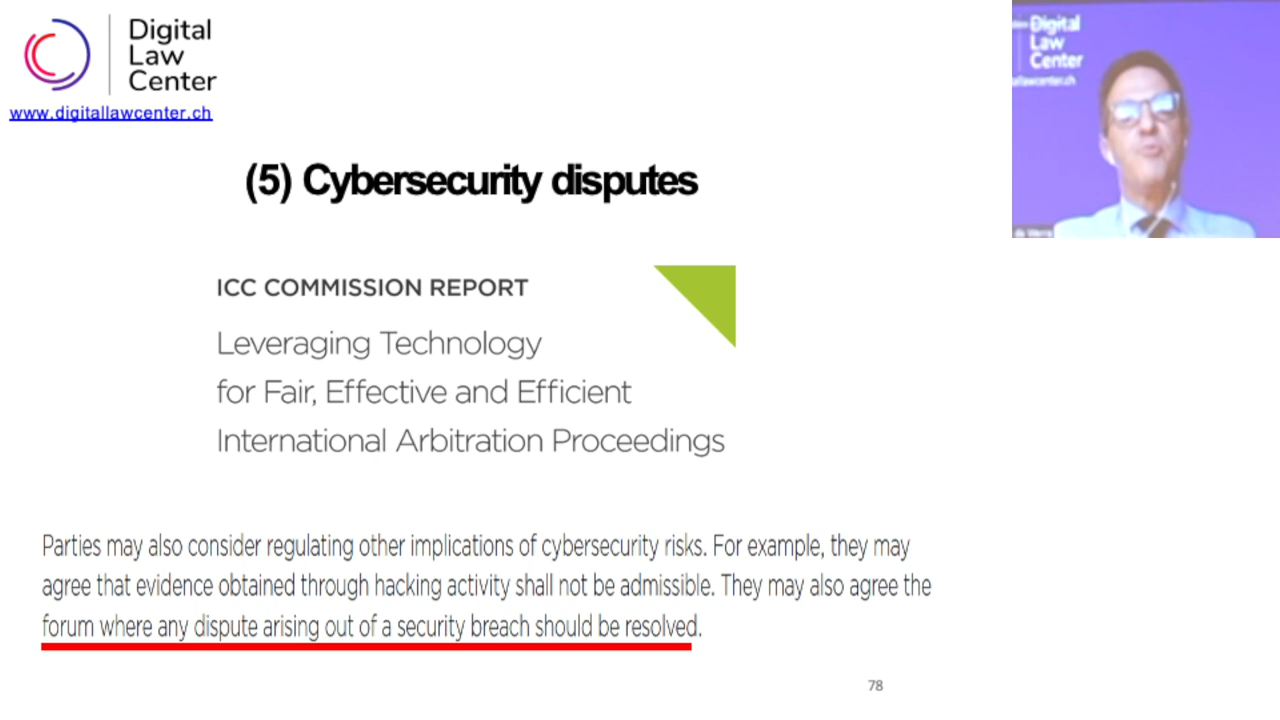 Digital
Law
Center
www.digitallawcenter.ch
Digital
Law
Center
(5) Cybersecurity disputes
ICC COMMISSION REPORT
Leveraging Technology
for Fair, Effective and Efficient
International Arbitration Proceedings
Parties may also consider regulating other implications of cybersecurity risks. For example, they may
agree that evidence obtained through hacking activity shall not be admissible. They may also agree the
forum where any dispute arising out of a security breach should be resolved.
78